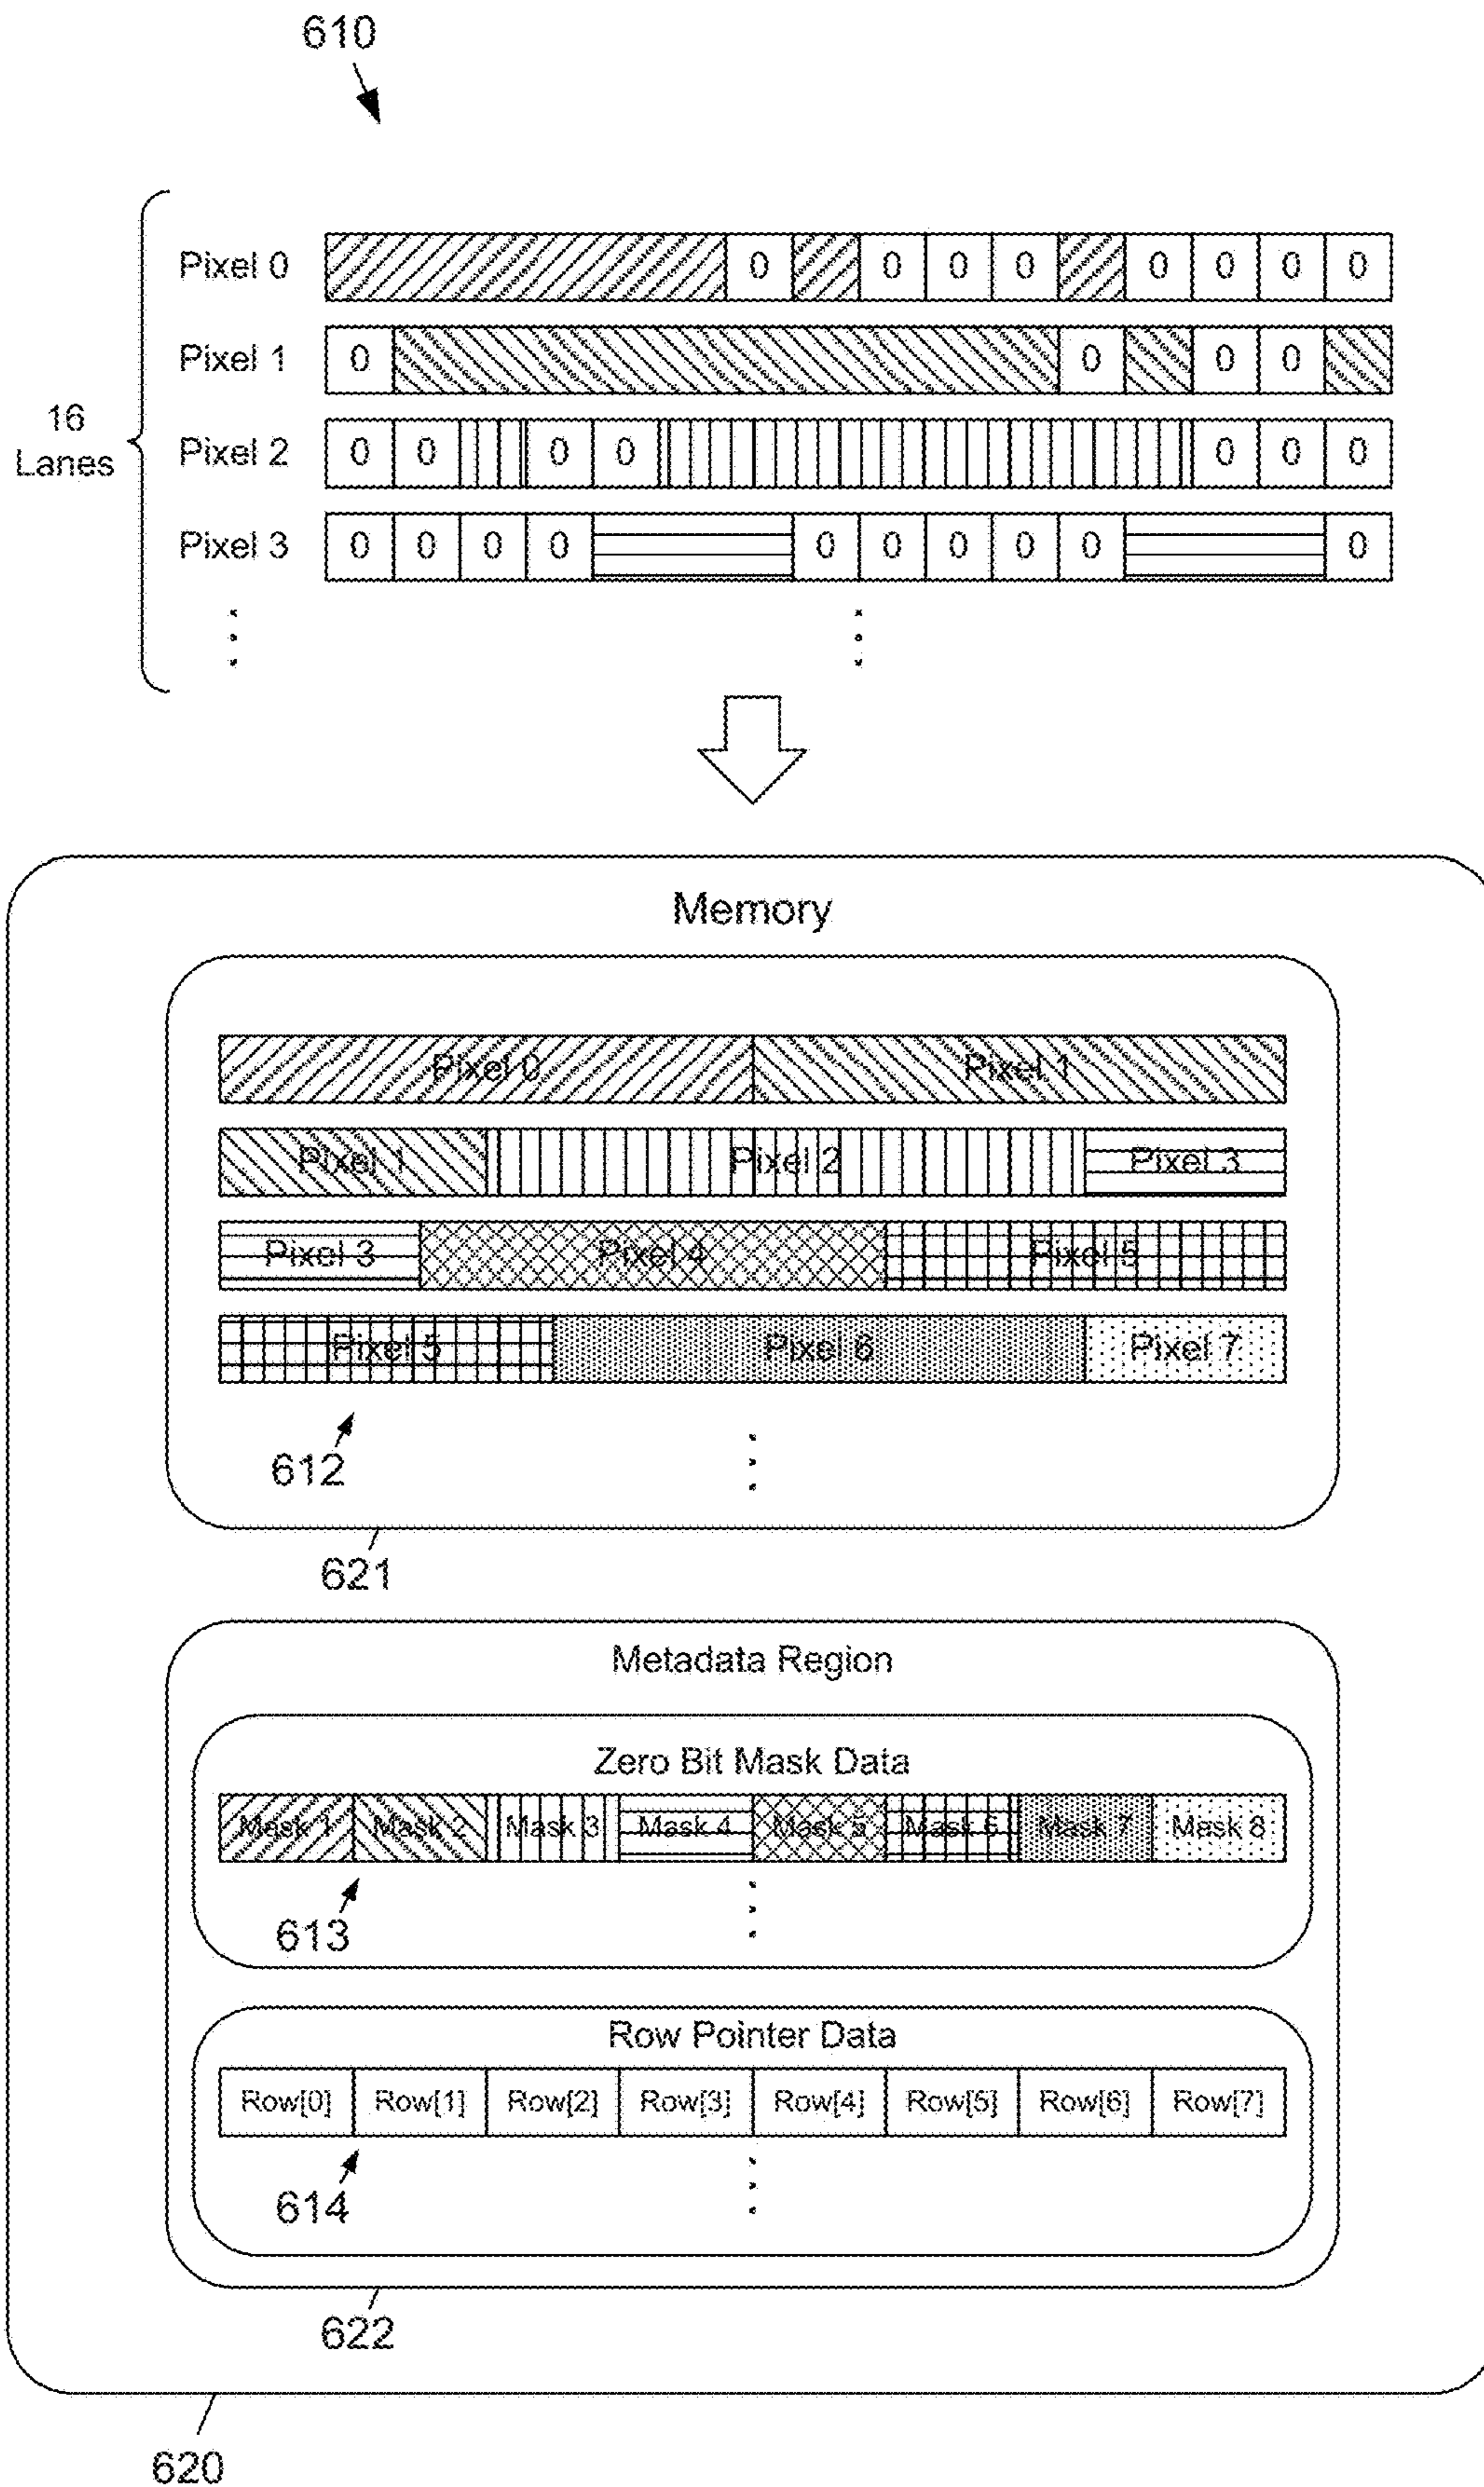 610
16 Lanes
Pixel 0 0 0 0 0 0 0 0 0
Pixel 1 0 0 0 0
Pixel 2 0 0 0 0 0 0 0
Pixel 3 0 0 0 0 0 0 0 0 0 0
Memory
Pixel 0 Pixel 1
Pixel 1 Pixel 2 Pixel 3
Pixel 3 Pixel 4 Pixel 5
Pixel 5 Pixel 6 Pixel 7
612
621
Metadata Region
Zero Bit Mask Data
Mask 1 Mask 2 Mask 3 Mask 4 Mask 5 Mask 6 Mask 7 Mask 8
613
Row Pointer Data
Row[0] Row[1] Row[2] Row[3] Row[4] Row[5] Row[6] Row[7]
614
622
620